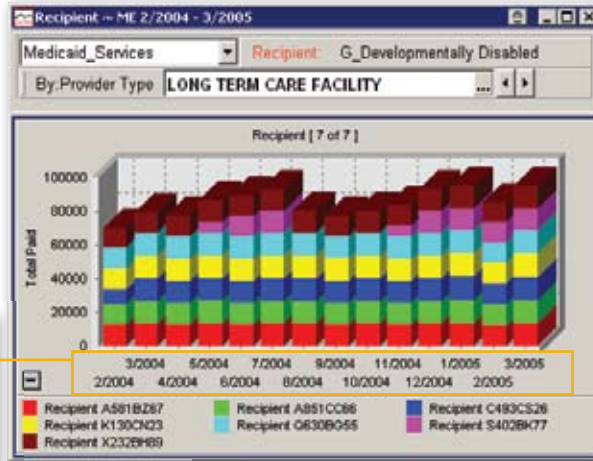 Recipient ~ ME 2/2004 - 3/2005
Medicaid_Services Recipient: G_Developmentally Disabled
By:Provider Type LONG TERM CARE FACILITY ...
Recipient [ 7 of 7 ]
100000
80000
60000
40000
20000
0
Total Paid
3/2004 5/2004 7/2004 9/2004 11/2004 1/2005 3/2005
2/2004 4/2004 6/2004 8/2004 10/2004 12/2004 2/2005
Recipient A581BZ87 Recipient A851CC66 Recipient C493CS26
Recipient K130CN23 Recipient Q630BG55 Recipient S402BK77
Recipient X232BH89